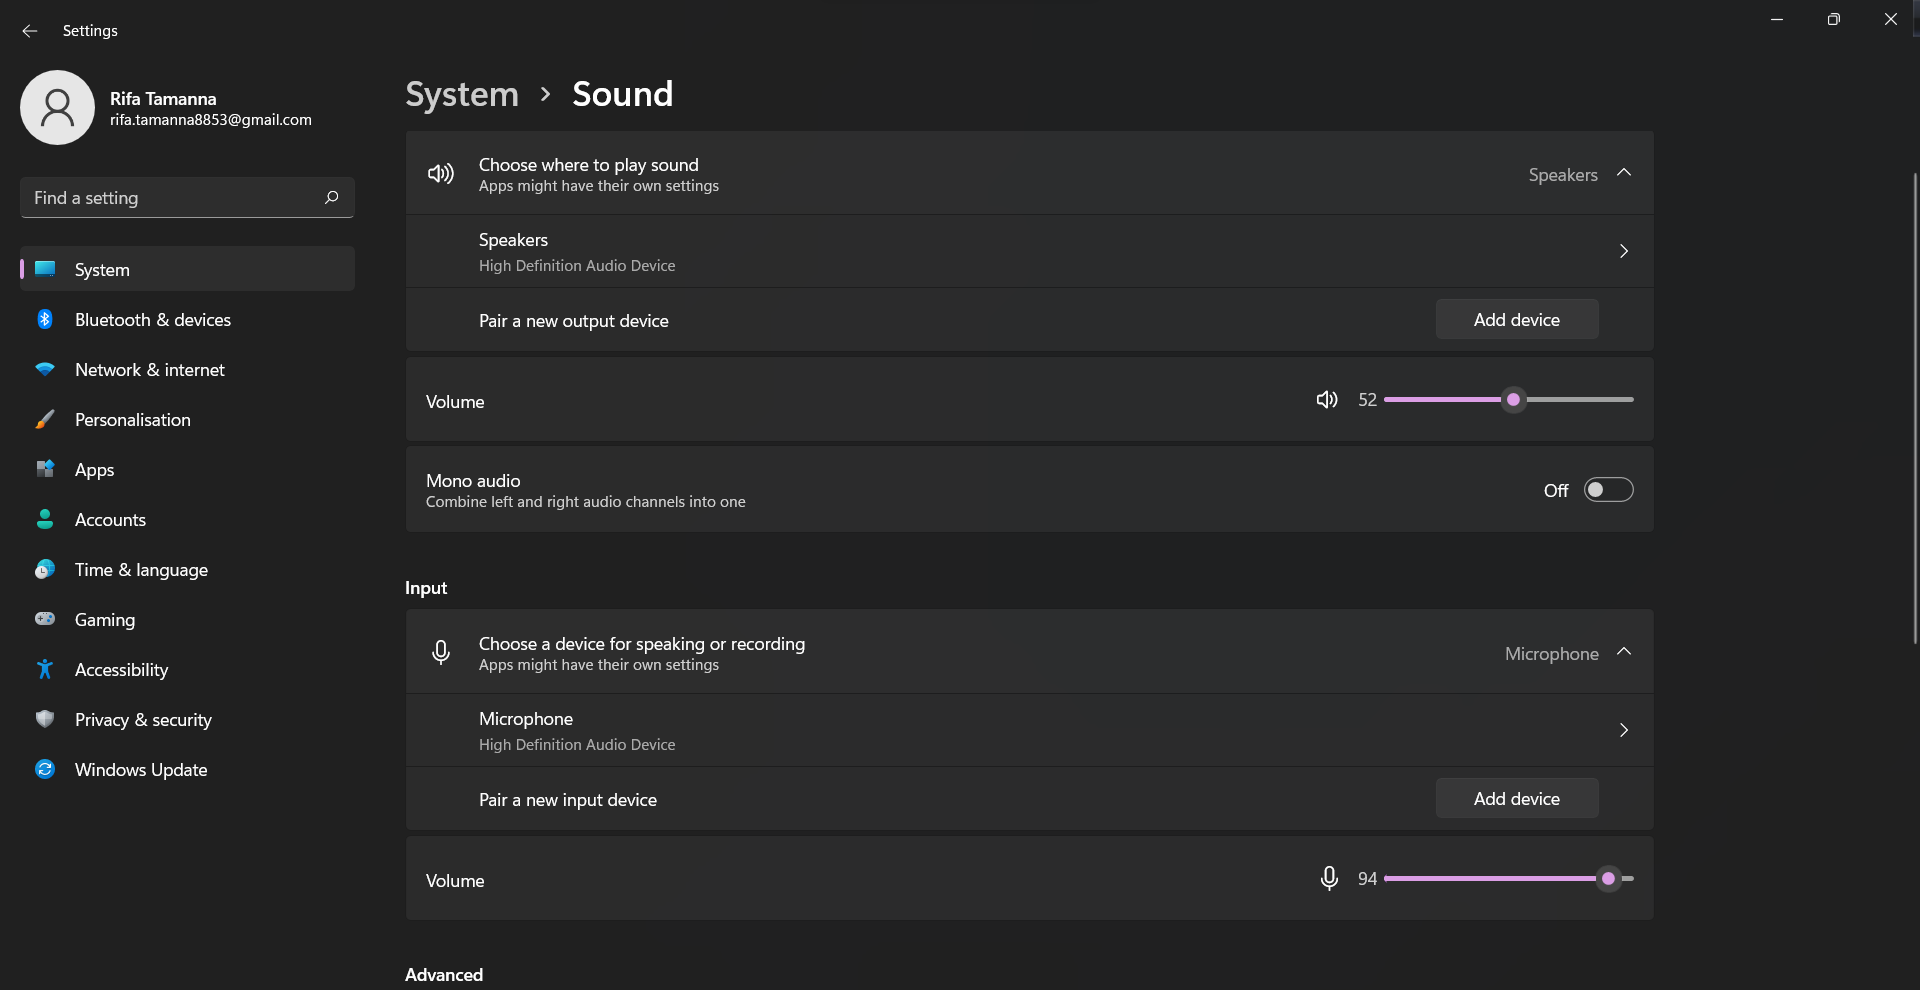 Settings
Rifa Tamanna
rifa.tamanna8853@gmail.com
Find a setting
System
Bluetooth & devices
Network & internet
Personalisation
Apps
Accounts
Time & language
Gaming
Accessibility
Privacy & security
Windows Update
System > Sound
Choose where to play sound
Apps might have their own settings
Speakers
Speakers
High Definition Audio Device
Pair a new output device
Add device
Volume
52
Mono audio
Combine left and right audio channels into one
Off
Input
Choose a device for speaking or recording
Apps might have their own settings
Microphone
Microphone
High Definition Audio Device
Pair a new input device
Add device
Volume
94
Advanced